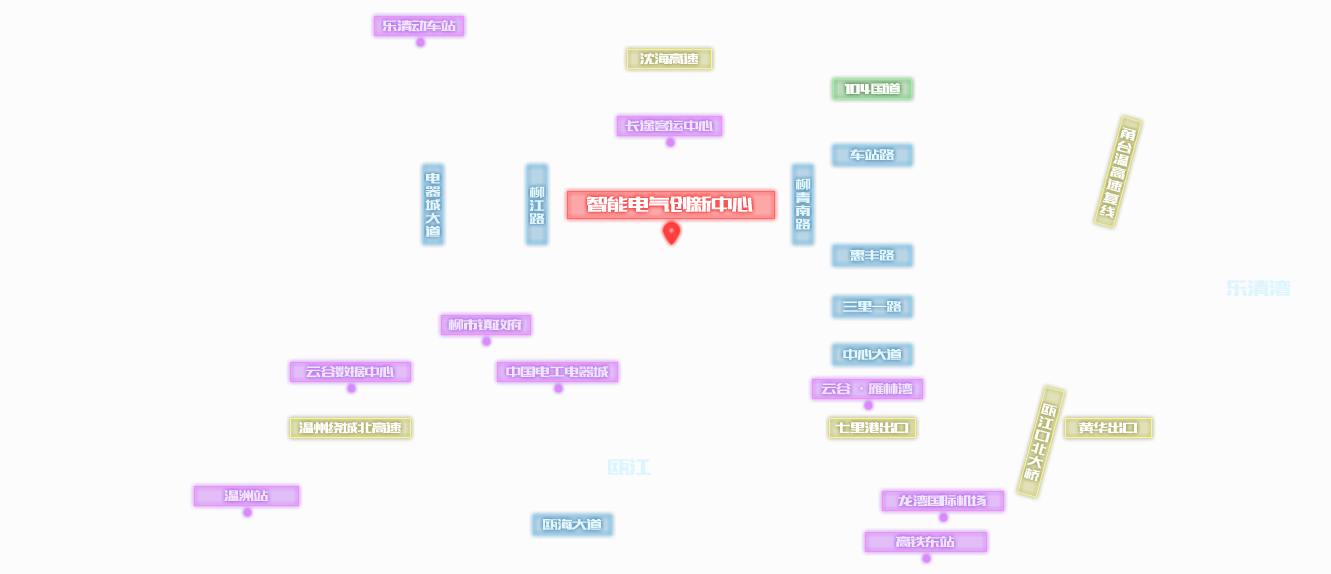 乐清动车站
沈海高速
104国道
长途客运中心
车站路
甬台温高速复线
电器城大道
柳江路
智能电气创新中心
柳青南路
惠丰路
乐清湾
三里一路
柳市镇政府
中心大道
云谷数据中心
中国电工电器城
云谷·雁林湾
温州绕城北高速
七里港出口
瓯江口北大桥
黄华出口
瓯江
温洲站
龙湾国际机场
瓯海大道
高铁东站